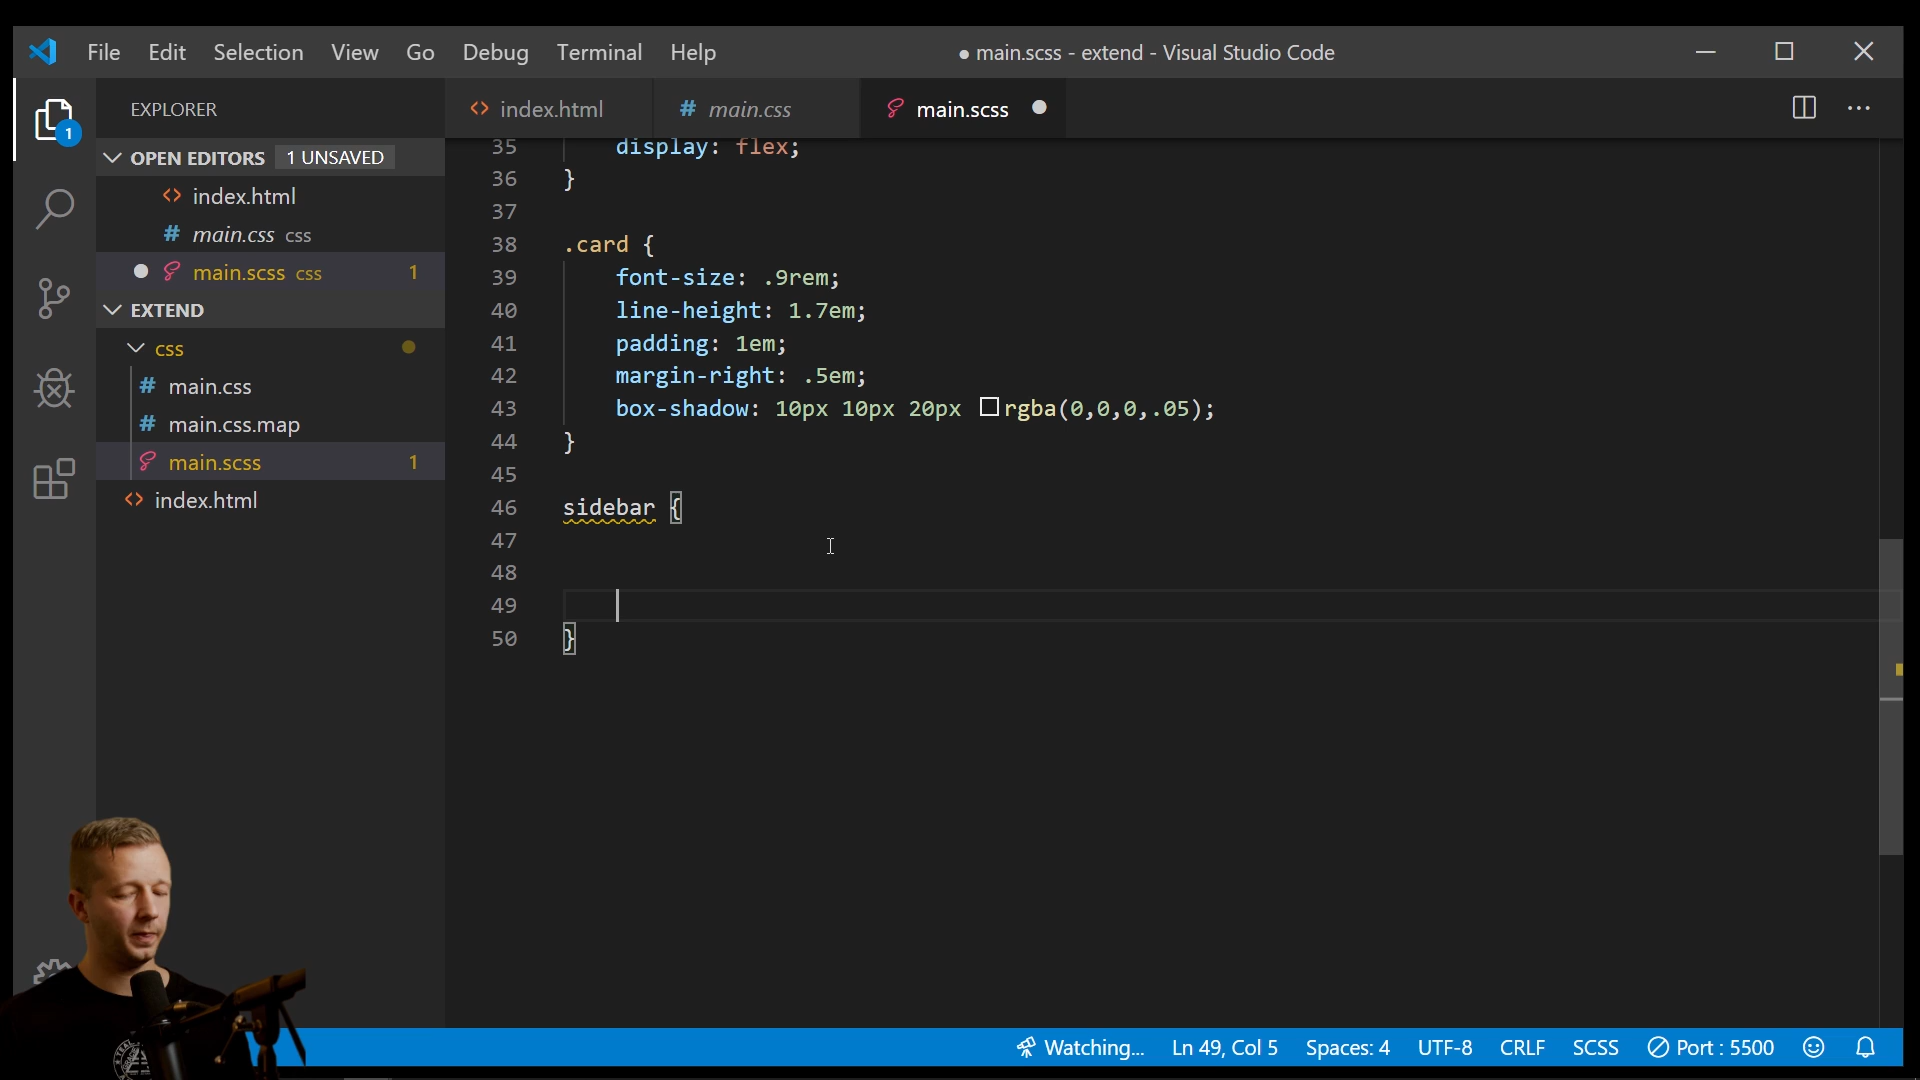 File Edit Selection View Go Debug Terminal Help
● main.scss - extend - Visual Studio Code
1
EXPLORER
OPEN EDITORS 1 UNSAVED
<> index.html
# main.css css
main.scss css 1
EXTEND
css
# main.css
# main.css.map
main.scss 1
<> index.html
<> index.html # main.css main.scss
35 display: flex;
36 }
37
38 .card {
39 font-size: .9rem;
40 line-height: 1.7em;
41 padding: 1em;
42 margin-right: .5em;
43 box-shadow: 10px 10px 20px rgba(0,0,0,.05);
44 }
45
46 sidebar {
47
48
49
50 }
Watching... Ln 49, Col 5 Spaces: 4 UTF-8 CRLF SCSS Port : 5500